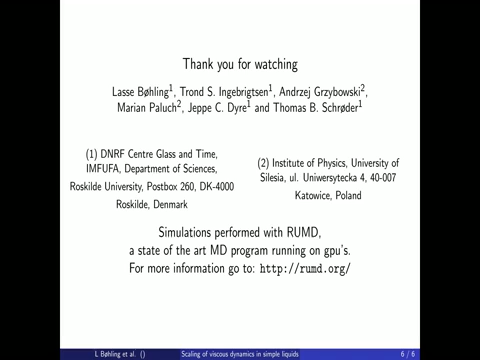 Thank you for watching
Lasse Bøhling1, Trond S. Ingebrigtsen1, Andrzej Grzybowski2,
Marian Paluch2, Jeppe C. Dyre1 and Thomas B. Schrøder1
(1) DNRF Centre Glass and Time,
IMFUFA, Department of Sciences,
Roskilde University, Postbox 260, DK-4000
Roskilde, Denmark
(2) Institute of Physics, University of
Silesia, ul. Uniwersytecka 4, 40-007
Katowice, Poland
Simulations performed with RUMD,
a state of the art MD program running on gpu's.
For more information go to: http://rumd.org/
L Bøhling et al. () Scaling of viscous dynamics in simple liquids 6 / 6